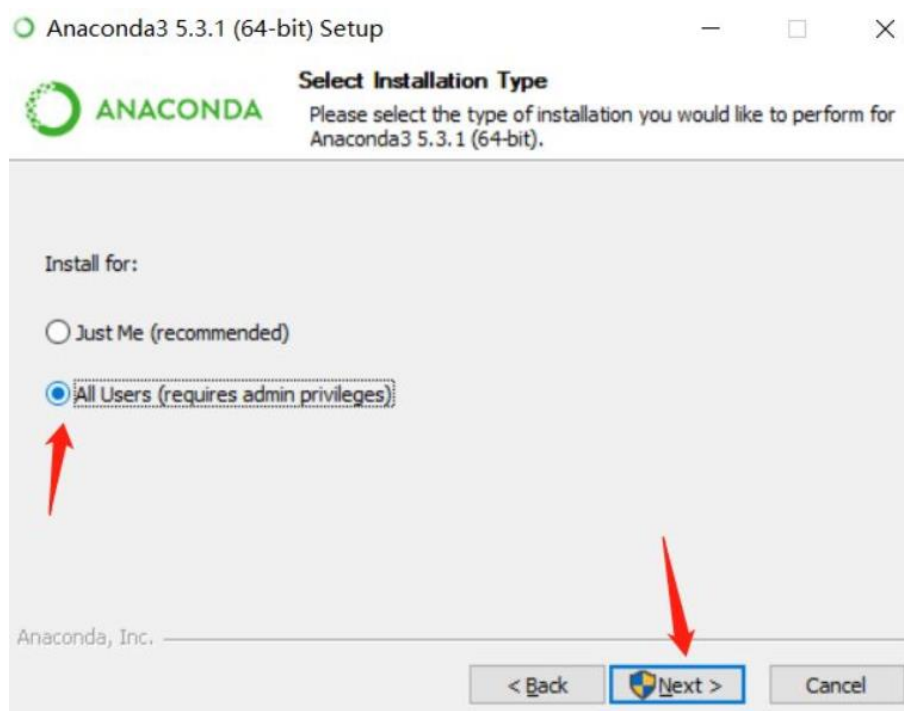 Anaconda3 5.3.1 (64-bit) Setup
ANACONDA
Select Installation Type
Please select the type of installation you would like to perform for
Anaconda3 5.3.1 (64-bit).
Install for:
Just Me (recommended)
All Users (requires admin privileges)
Anaconda, Inc.
< Back
Next >
Cancel